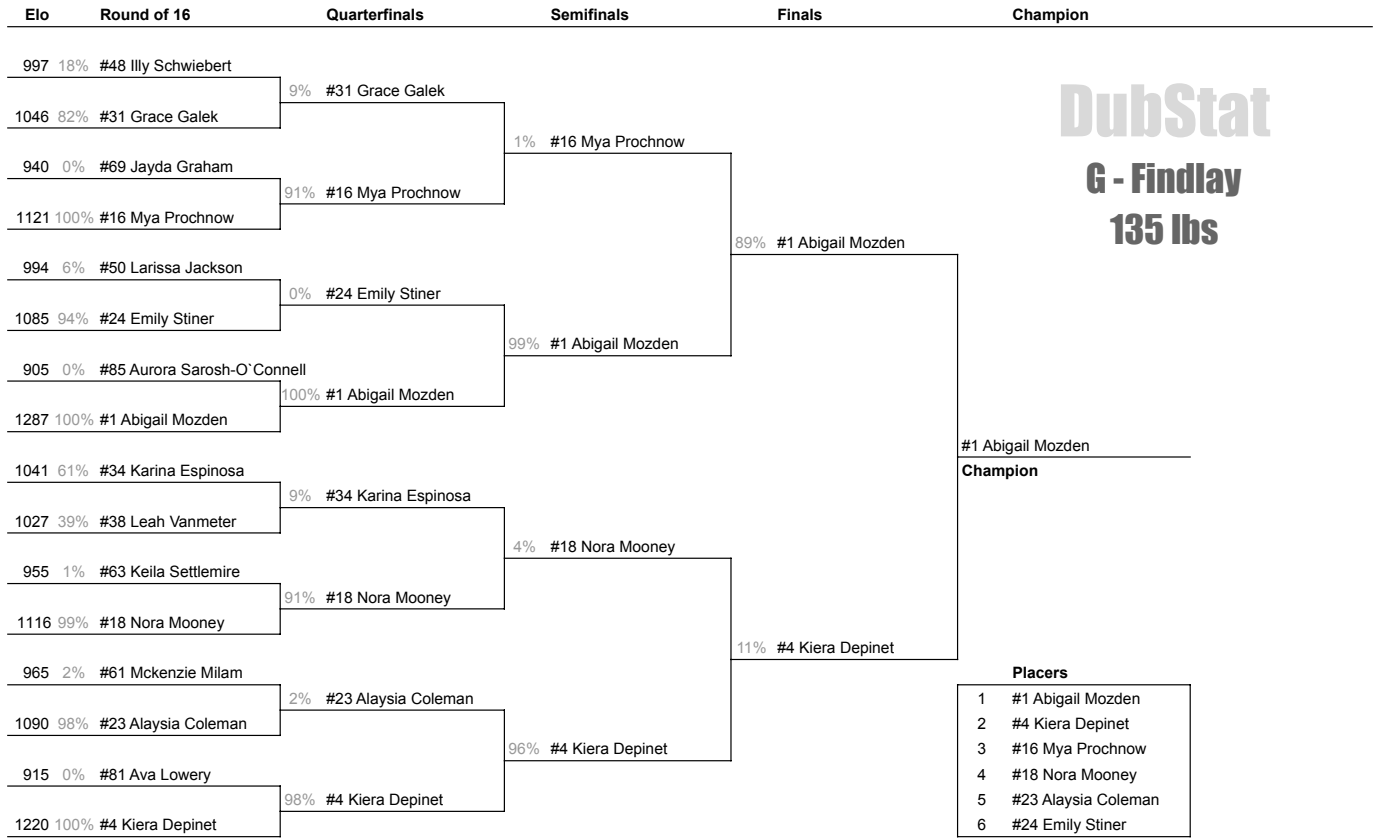 Elo Round of 16 Quarterfinals Semifinals Finals Champion
997 18% #48 Illy Schwiebert
9% #31 Grace Galek
1046 82% #31 Grace Galek
1% #16 Mya Prochnow
940 0% #69 Jayda Graham
91% #16 Mya Prochnow
1121 100% #16 Mya Prochnow
89% #1 Abigail Mozden
994 6% #50 Larissa Jackson
0% #24 Emily Stiner
1085 94% #24 Emily Stiner
99% #1 Abigail Mozden
905 0% #85 Aurora Sarosh-O`Connell
100% #1 Abigail Mozden
1287 100% #1 Abigail Mozden
#1 Abigail Mozden
Champion
1041 61% #34 Karina Espinosa
9% #34 Karina Espinosa
1027 39% #38 Leah Vanmeter
4% #18 Nora Mooney
955 1% #63 Keila Settlemire
91% #18 Nora Mooney
1116 99% #18 Nora Mooney
11% #4 Kiera Depinet
965 2% #61 Mckenzie Milam
2% #23 Alaysia Coleman
1090 98% #23 Alaysia Coleman
96% #4 Kiera Depinet
915 0% #81 Ava Lowery
98% #4 Kiera Depinet
1220 100% #4 Kiera Depinet
DubStat
G - Findlay
135 lbs
Placers
1 #1 Abigail Mozden
2 #4 Kiera Depinet
3 #16 Mya Prochnow
4 #18 Nora Mooney
5 #23 Alaysia Coleman
6 #24 Emily Stiner